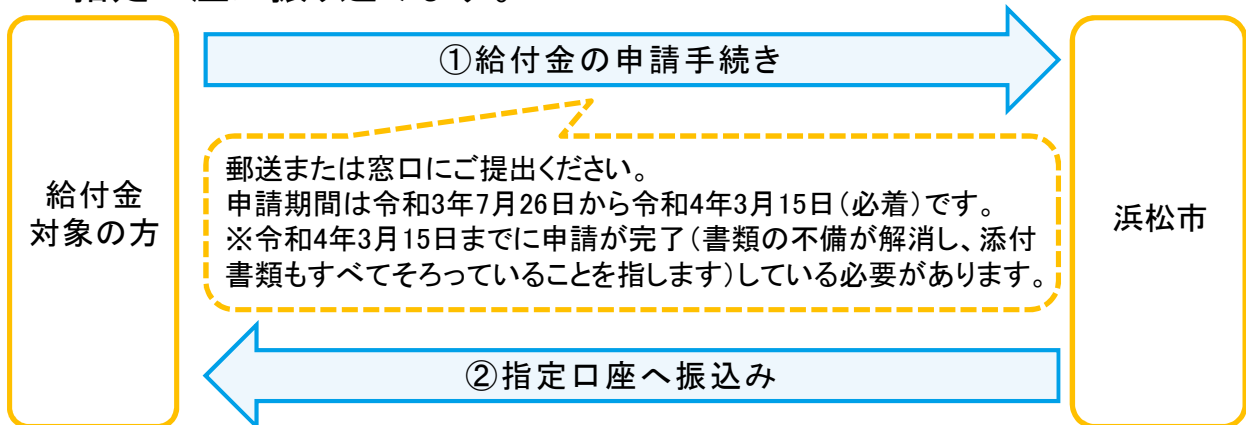 ①給付金の申請手続き
給付金
対象の方
郵送または窓口にご提出ください。
申請期間は令和3年7月26日から令和4年3月15日（必着）です。
※令和4年3月15日までに申請が完了（書類の不備が解消し、添付
書類もすべてそろっていることを指します）している必要があります。
浜松市
②指定口座へ振込み